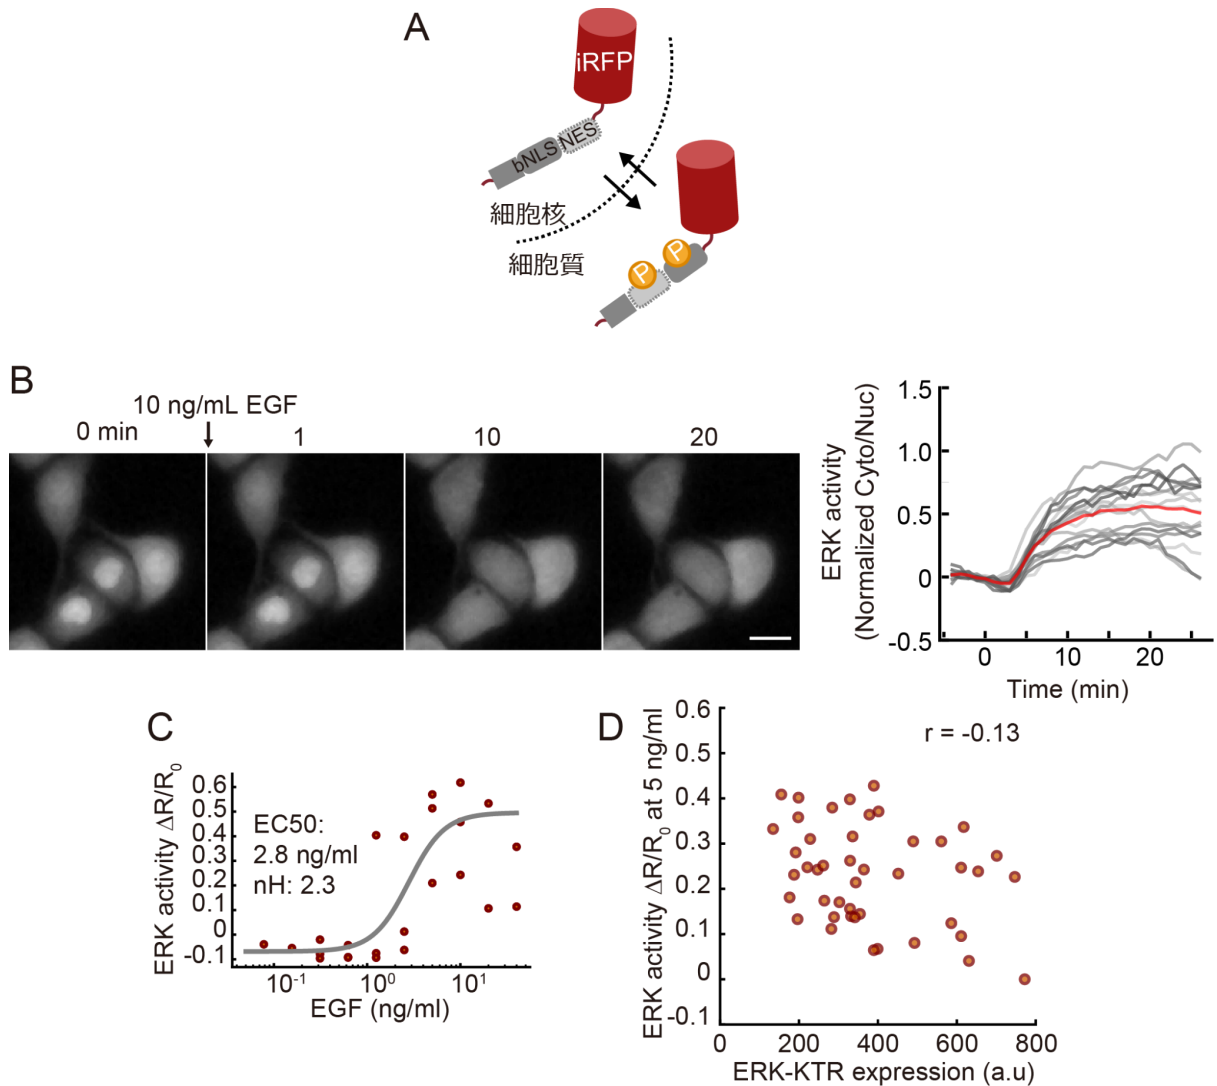 A
iRFP
bNLS
NES
細胞核
細胞質
P
P
B
10 ng/mL EGF
0 min
1
10
20
ERK activity
(Normalized Cyto/Nuc)
1.5
1.0
0.5
0
-0.5
0
10
20
Time (min)
C
ERK activity ΔR/R0
0.6
0.5
0.4
0.3
0.2
0.1
0
-0.1
EC50:
2.8 ng/ml
nH: 2.3
10-1
100
101
EGF (ng/ml)
D
ERK activity ΔR/R0 at 5 ng/ml
0.6
0.5
0.4
0.3
0.2
0.1
0
-0.1
r = -0.13
0
200
400
600
800
ERK-KTR expression (a.u)